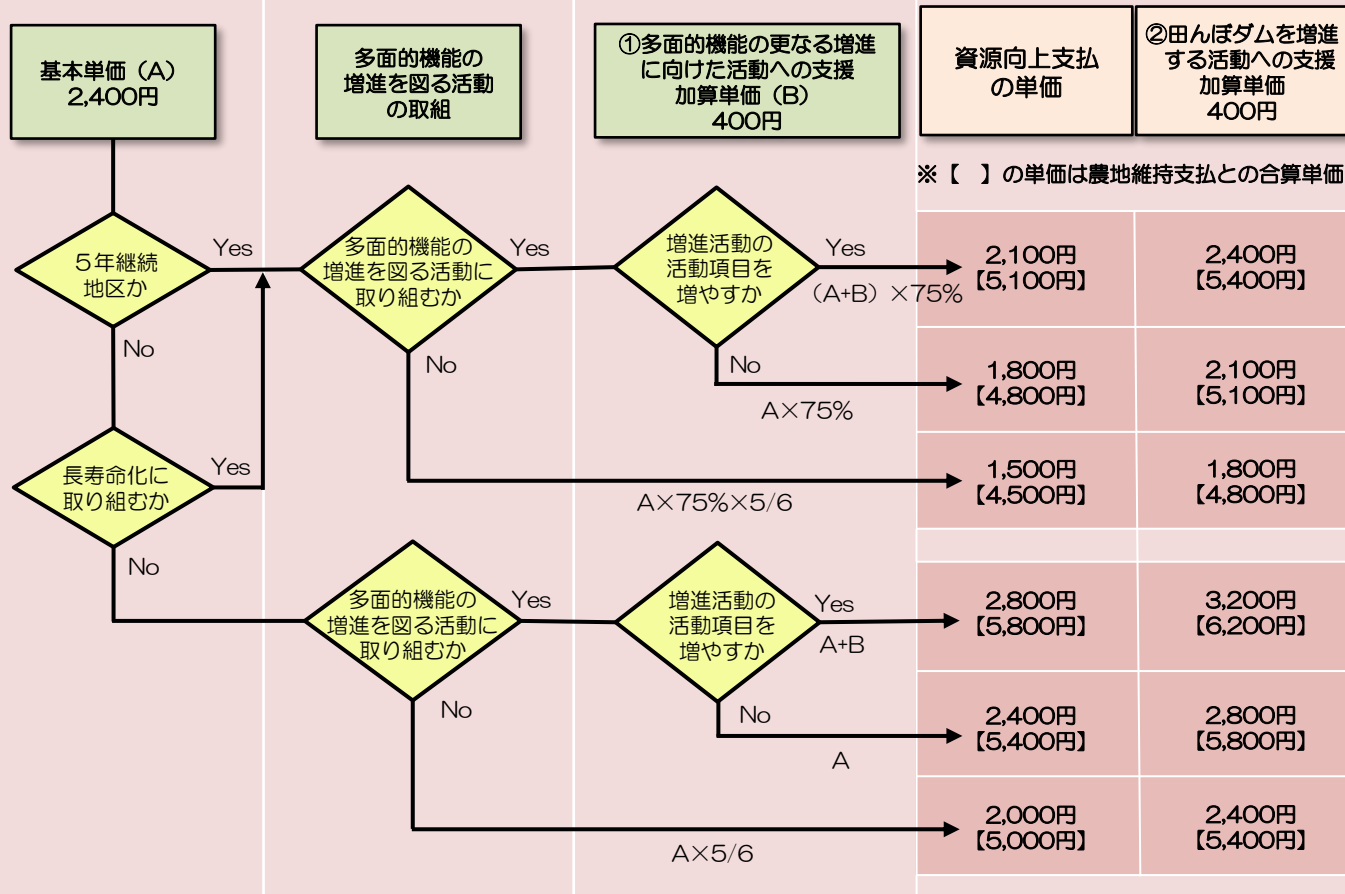 基本単価（A）
2,400円
多面的機能の
増進を図る活動
の取組
①多面的機能の更なる増進
に向けた活動への支援
加算単価（B）
400円
資源向上支払
の単価
②田んぼダムを増進
する活動への支援
加算単価
400円
※【　】の単価は農地維持支払との合算単価
５年継続
地区か
Yes
No
多面的機能の
増進を図る活動に
取り組むか
Yes
No
増進活動の
活動項目を
増やすか
Yes
（A+B）×75%
No
A×75%
A×75%×5/6
2,100円
【5,100円】
2,400円
【5,400円】
1,800円
【4,800円】
2,100円
【5,100円】
1,500円
【4,500円】
1,800円
【4,800円】
長寿命化に
取り組むか
Yes
No
多面的機能の
増進を図る活動に
取り組むか
Yes
No
増進活動の
活動項目を
増やすか
Yes
A+B
No
A
A×5/6
2,800円
【5,800円】
3,200円
【6,200円】
2,400円
【5,400円】
2,800円
【5,800円】
2,000円
【5,000円】
2,400円
【5,400円】